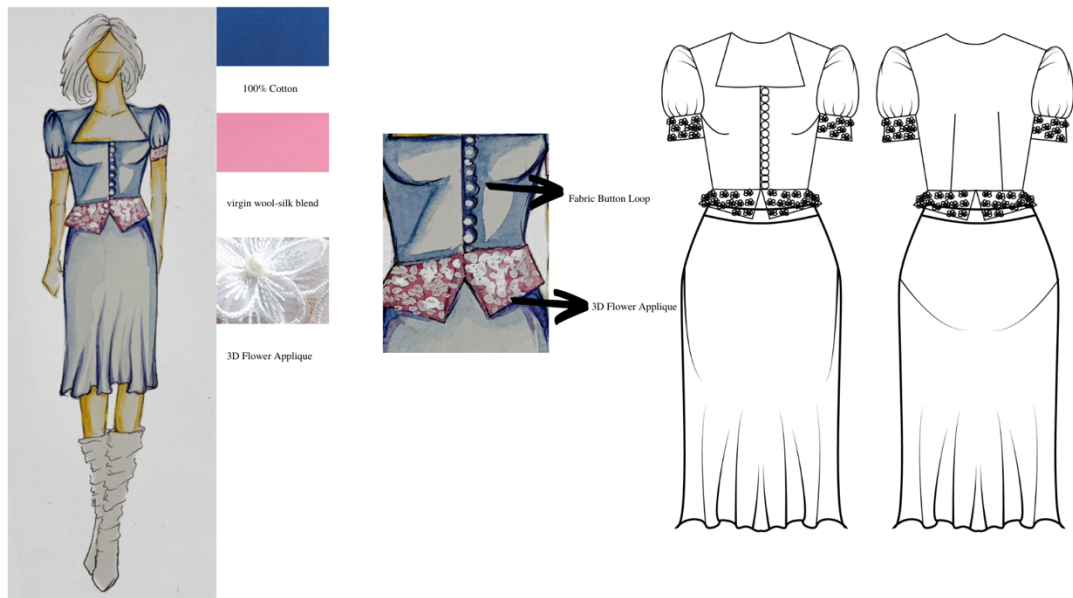 100% Cotton
virgin wool-silk blend
3D Flower Applique
Fabric Button Loop
3D Flower Applique